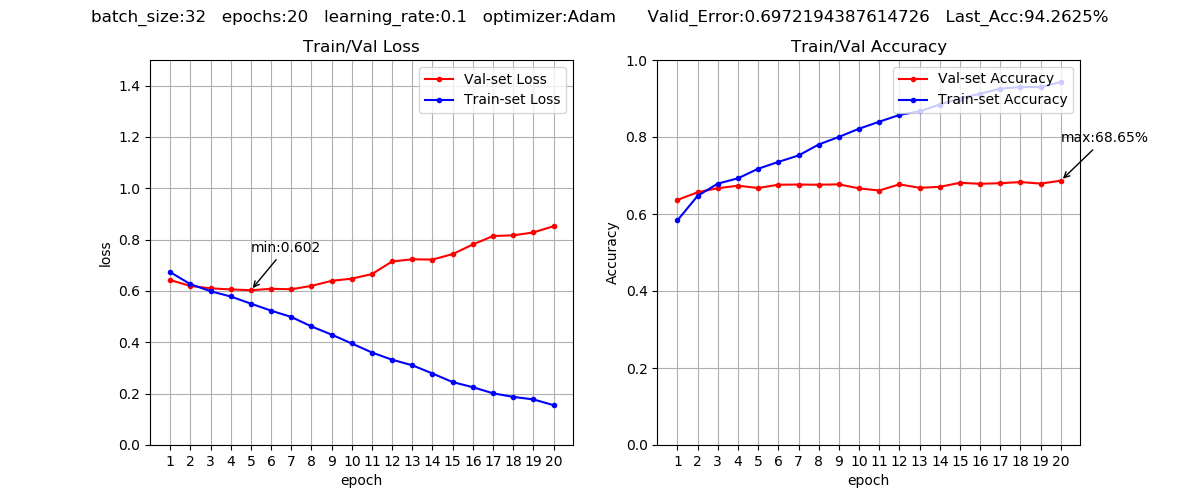 batch_size:32   epochs:20   learning_rate:0.1   optimizer:Adam      Valid_Error:0.6972194387614726   Last_Acc:94.2625%
Train/Val Loss
Val-set Loss
Train-set Loss
min:0.602
loss
1.4
1.2
1.0
0.8
0.6
0.4
0.2
0.0
1 2 3 4 5 6 7 8 9 10 11 12 13 14 15 16 17 18 19 20
epoch
Train/Val Accuracy
Val-set Accuracy
Train-set Accuracy
max:68.65%
Accuracy
1.0
0.8
0.6
0.4
0.2
0.0
1 2 3 4 5 6 7 8 9 10 11 12 13 14 15 16 17 18 19 20
epoch